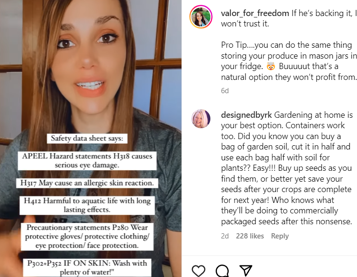 Safety data sheet says:
APEEL Hazard statements H318 causes
serious eye damage.
H317 May cause an allergic skin reaction.
H412 Harmful to aquatic life with long
lasting effects.
Precautionary statements P280 Wear
protective gloves/ protective clothing/
eye protection/ face protection.
P302+P352 IF ON SKIN: Wash with
plenty of water!"
valor_for_freedom If he's backing it, I
won't trust it.
Pro Tip....you can do the same thing
storing your produce in mason jars in
your fridge. 🤯 Buuuuut that's a
natural option they won't profit from.
6d
designedbyrk Gardening at home is
your best option. Containers work
too. Did you know you can buy a
bag of garden soil, cut it in half and
use each bag half with soil for
plants?? Easy!!! Buy up seeds as you
find them, or better yet save your
seeds after your crops are complete
for next year! Who knows what
they'll be doing to commercially
packaged seeds after this nonsense.
2d 228 likes Reply